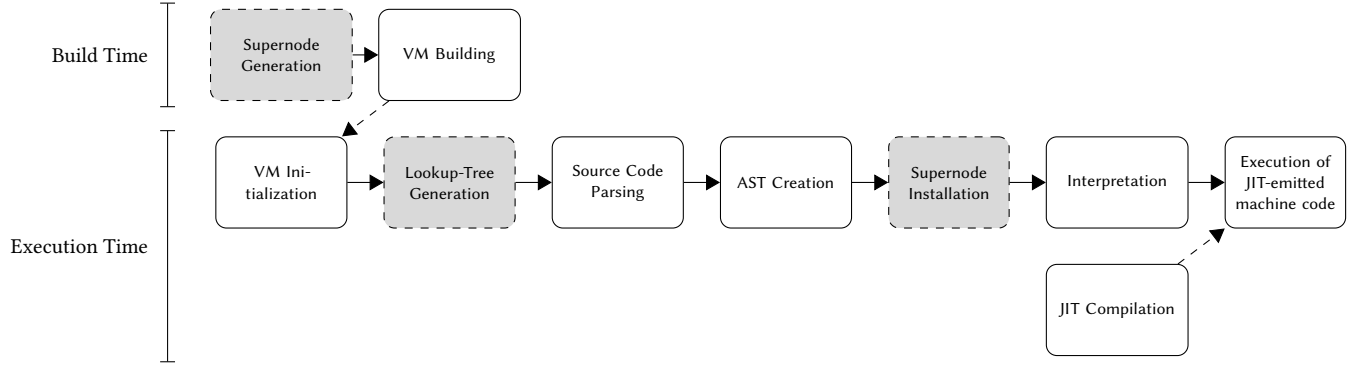 Build Time
Supernode
Generation
VM Building
Execution Time
VM Ini-
tialization
Lookup-Tree
Generation
Source Code
Parsing
AST Creation
Supernode
Installation
Interpretation
Execution of
JIT-emitted
machine code
JIT Compilation